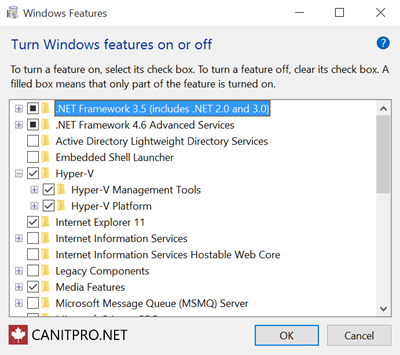 Windows Features
Turn Windows features on or off
To turn a feature on, select its check box. To turn a feature off, clear its check box. A
filled box means that only part of the feature is turned on.
.NET Framework 3.5 (includes .NET 2.0 and 3.0)
.NET Framework 4.6 Advanced Services
Active Directory Lightweight Directory Services
Embedded Shell Launcher
Hyper-V
Hyper-V Management Tools
Hyper-V Platform
Internet Explorer 11
Internet Information Services
Internet Information Services Hostable Web Core
Legacy Components
Media Features
Microsoft Message Queue (MSMQ) Server
CANITPRO.NET
OK
Cancel